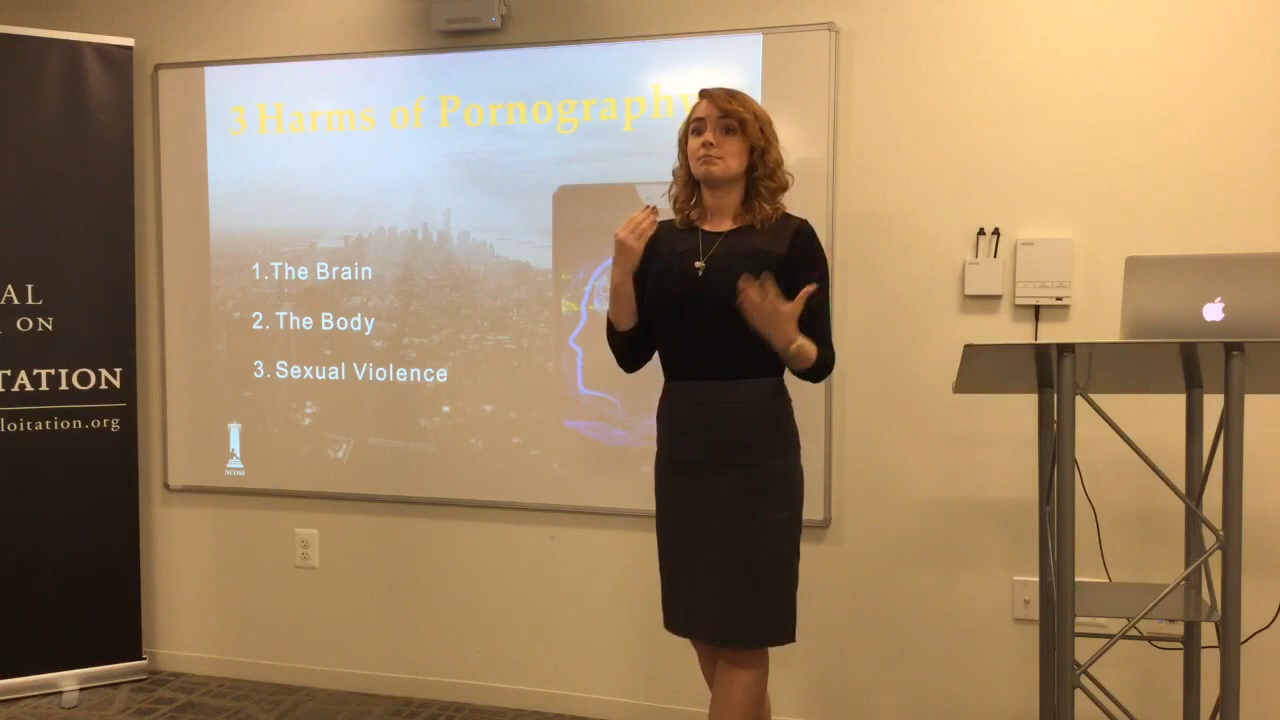 3 Harms of Pornography
1.The Brain
2. The Body
3. Sexual Violence
NCOSE
AL
ON
TATION
loitation.org